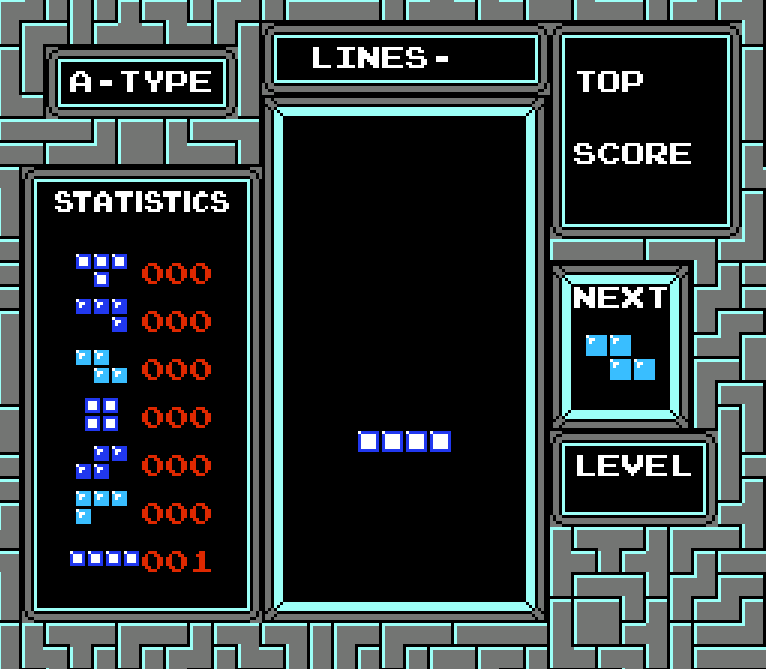 LINES-
A-TYPE
TOP
SCORE
STATISTICS
000
000
000
000
000
000
001
NEXT
LEVEL